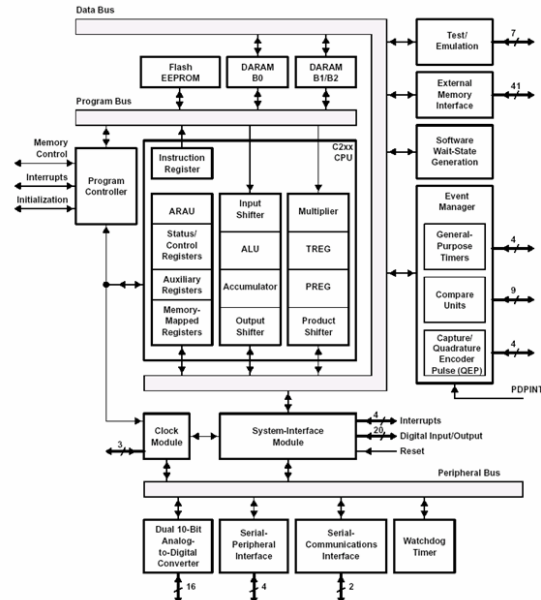 Data Bus
Test/
Emulation
7
Flash
EEPROM
DARAM
B0
DARAM
B1/B2
External
Memory
Interface
41
Program Bus
Memory
Control
Interrupts
Initialization
Program
Controller
C2xx
CPU
Instruction
Register
Software
Wait-State
Generation
ARAU
Status/
Control
Registers
Auxiliary
Registers
Memory-
Mapped
Registers
Input
Shifter
ALU
Accumulator
Output
Shifter
Multiplier
TREG
PREG
Product
Shifter
Event
Manager
General-
Purpose
Timers
4
Compare
Units
9
Capture/
Quadrature
Encoder
Pulse (QEP)
4
PDPINT
3
Clock
Module
System-Interface
Module
4
Interrupts
20
Digital Input/Output
Reset
Peripheral Bus
Dual 10-Bit
Analog-
to-Digital
Converter
Serial-
Peripheral
Interface
Serial-
Communications
Interface
Watchdog
Timer
16
4
2